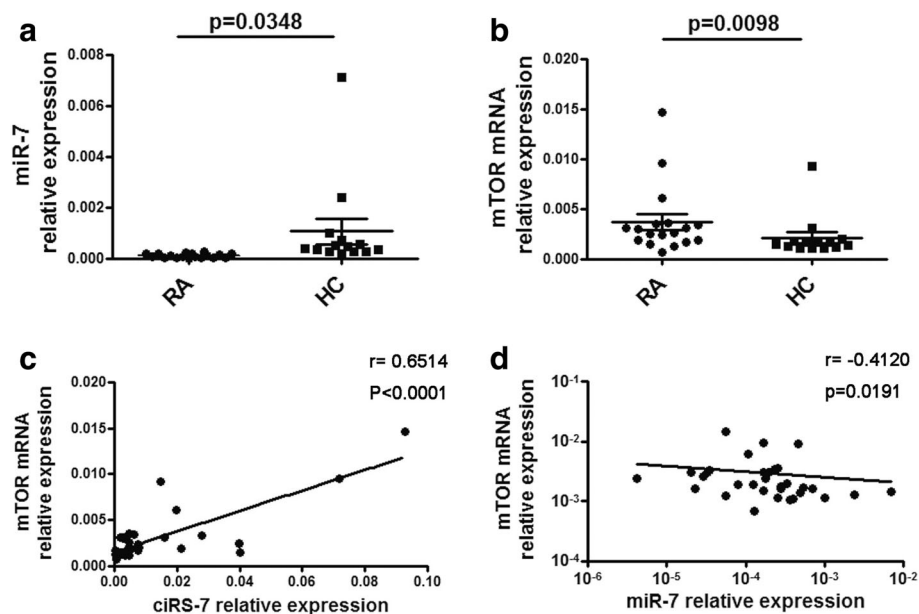 a
p=0.0348
miR-7
relative expression
0.008
0.006
0.004
0.002
0.000
RA
HC
b
p=0.0098
mTOR mRNA
relative expression
0.020
0.015
0.010
0.005
0.000
RA
HC
c
r= 0.6514
P<0.0001
mTOR mRNA
relative expression
0.020
0.015
0.010
0.005
0.000
0.00
0.02
0.04
0.06
0.08
0.10
ciRS-7 relative expression
d
r= -0.4120
p=0.0191
mTOR mRNA
relative expression
10-1
10-2
10-3
10-4
10-6
10-5
10-4
10-3
10-2
miR-7 relative expression